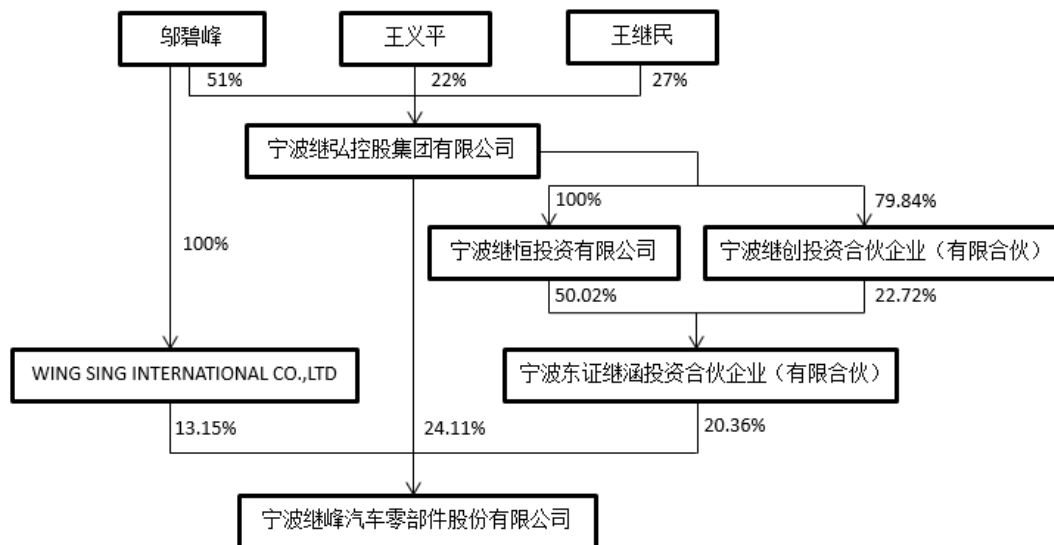 邬碧峰
王义平
王继民
51%
22%
27%
宁波继弘控股集团有限公司
100%
79.84%
100%
宁波继恒投资有限公司
宁波继创投资合伙企业（有限合伙）
50.02%
22.72%
WING SING INTERNATIONAL CO.,LTD
宁波东证继涵投资合伙企业（有限合伙）
13.15%
24.11%
20.36%
宁波继峰汽车零部件股份有限公司